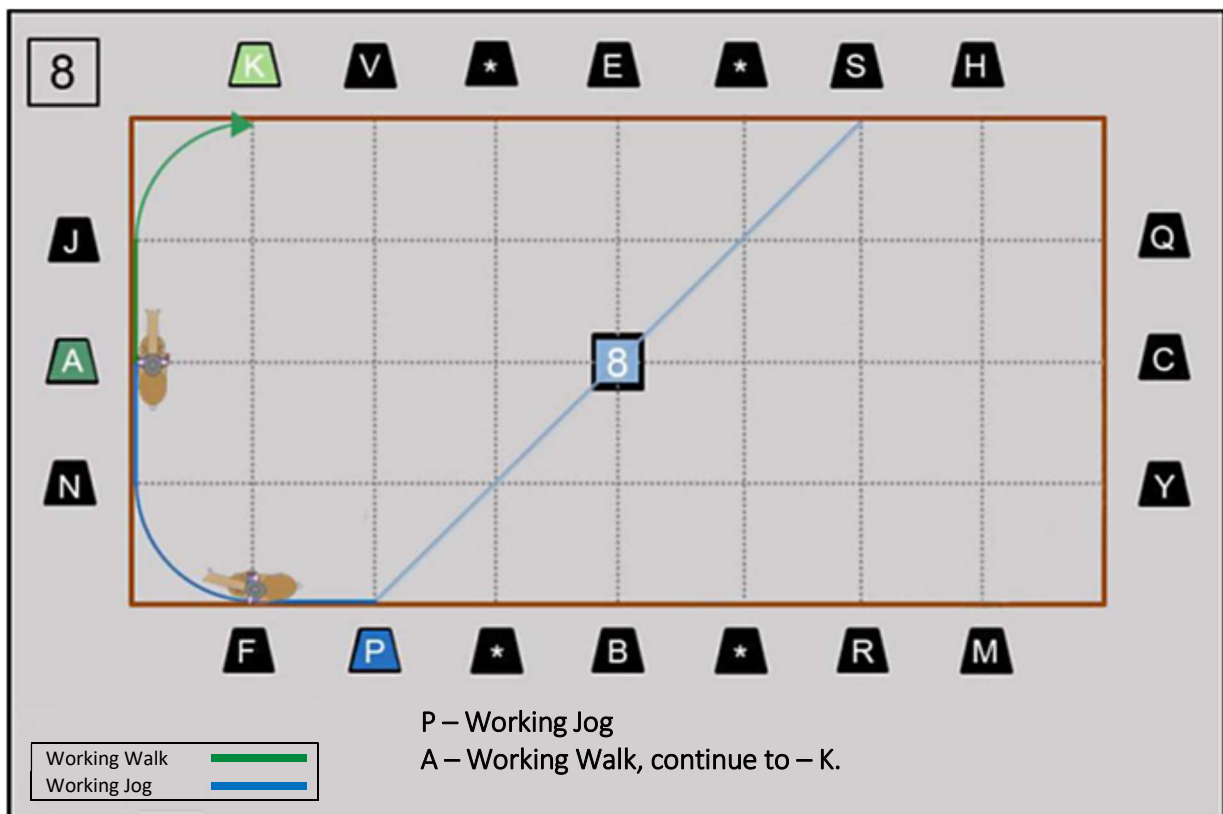 8
K V * E * S H
J Q
A 8 C
N Y
F P * B * R M
P – Working Jog
A – Working Walk, continue to – K.
Working Walk
Working Jog